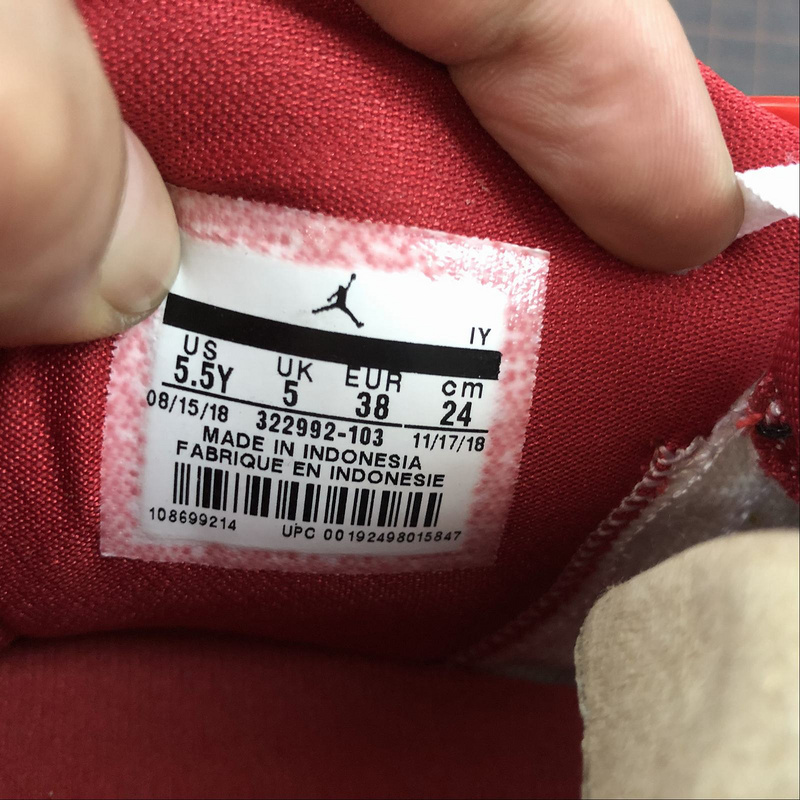 IY
US UK EUR cm
5.5Y 5 38 24
08/15/18 322992-103 11/17/18
MADE IN INDONESIA
FABRIQUE EN INDONESIE
108699214 UPC 00192498015847